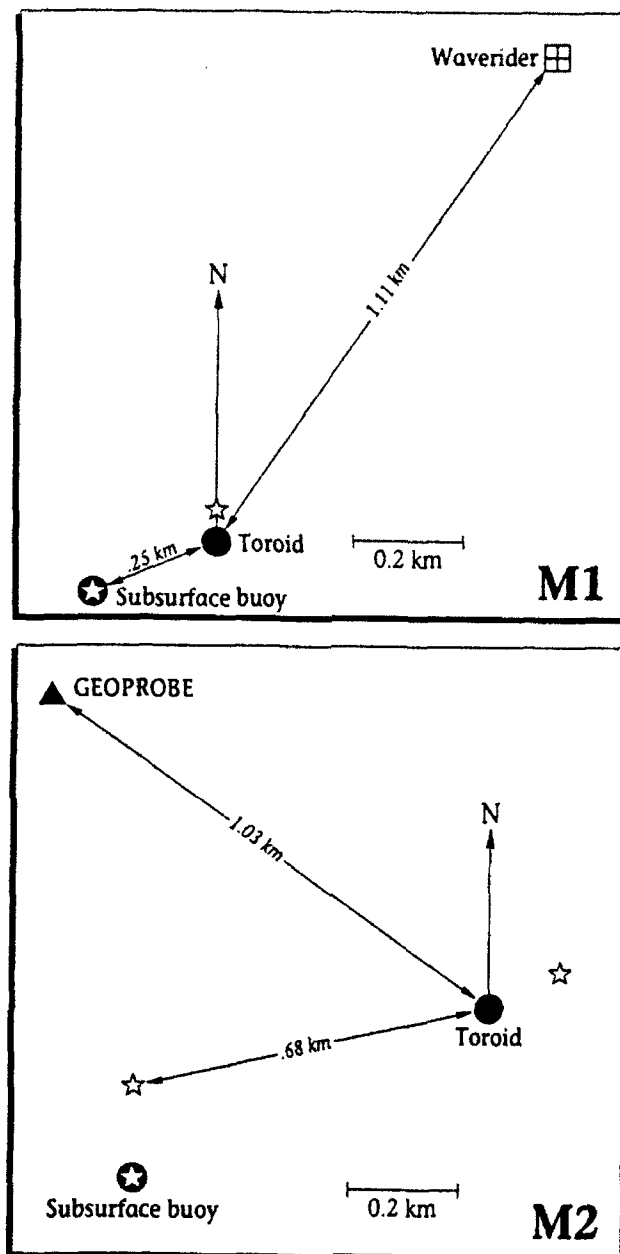 Waverider
N
1.11 km
Toroid
.25 km
0.2 km
Subsurface buoy
M1
GEOPROBE
N
1.03 km
Toroid
.68 km
0.2 km
Subsurface buoy
M2